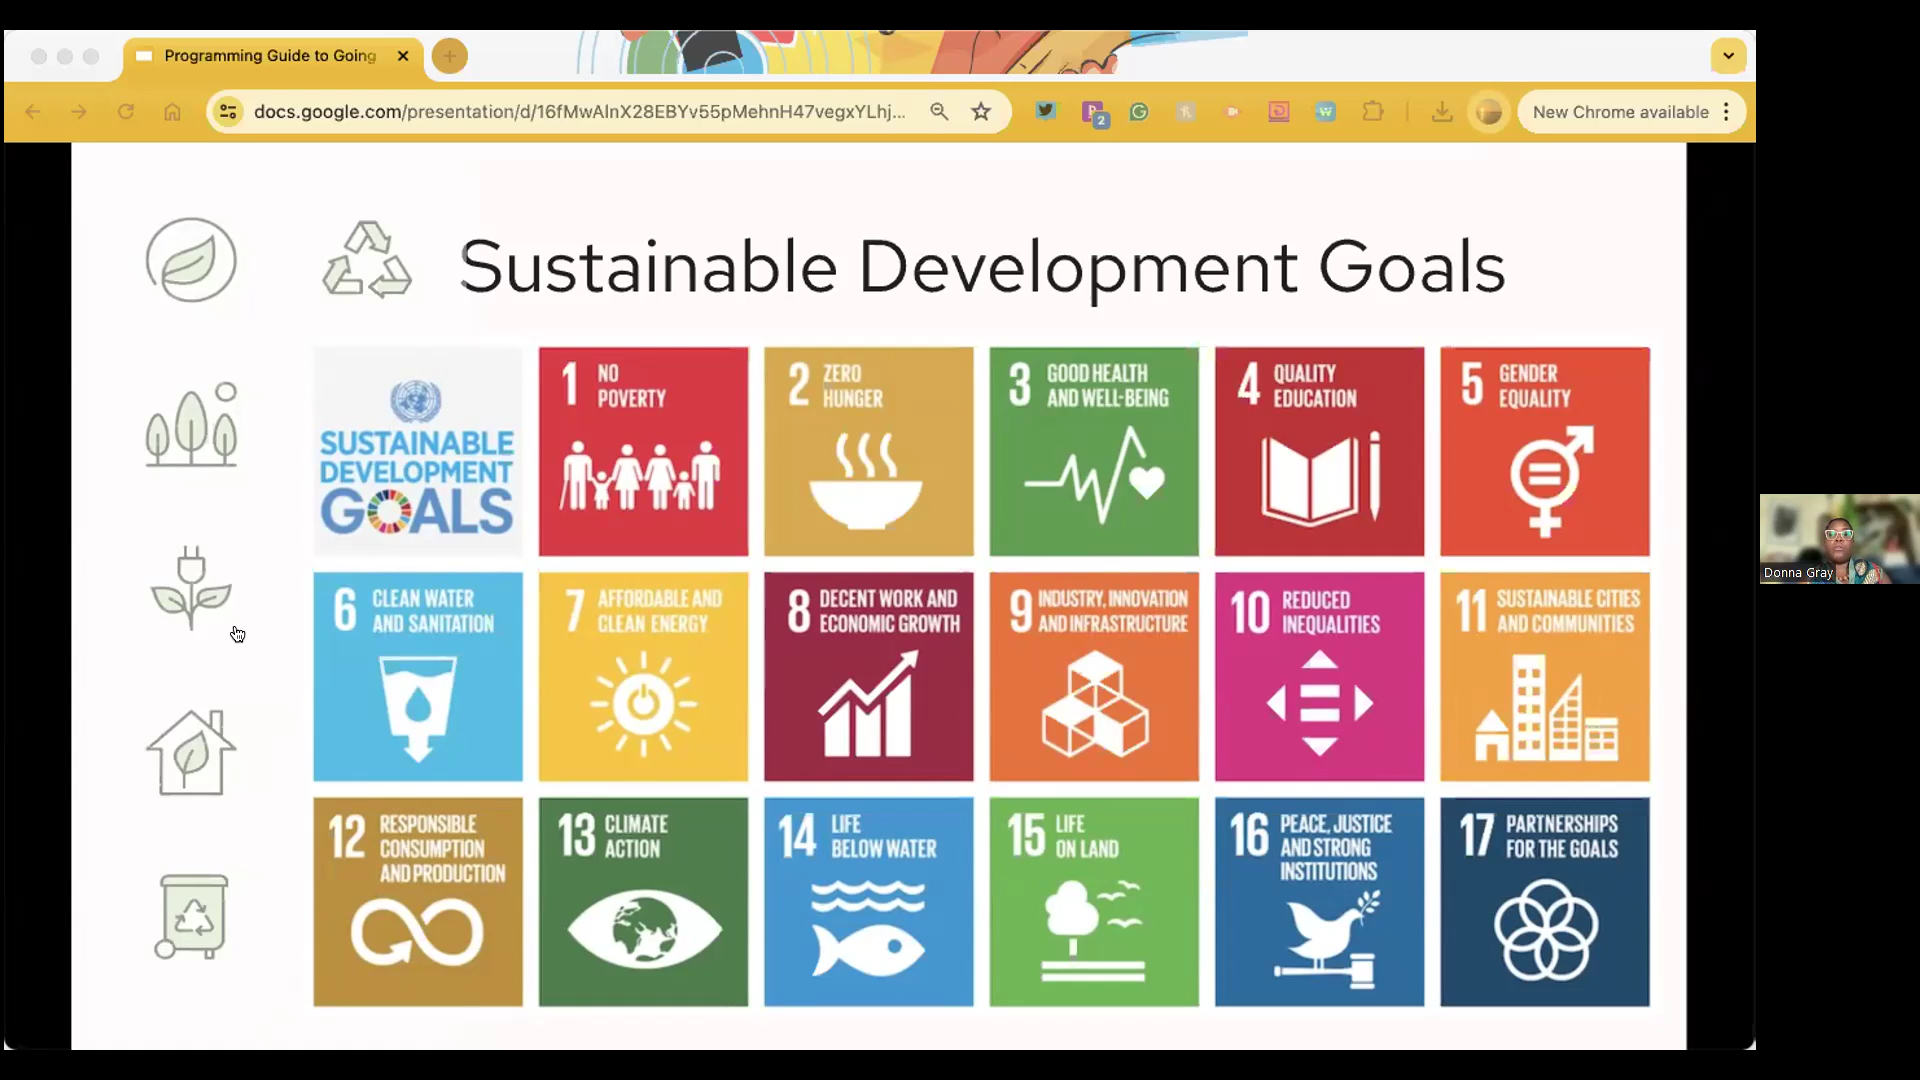 Programming Guide to Going
docs.google.com/presentation/d/16fMwAlnX28EBYv55pMehnH47vegxYLhj...
2
New Chrome available
Sustainable Development Goals
SUSTAINABLE
DEVELOPMENT
GOALS
1 NO
POVERTY
2 ZERO
HUNGER
3 GOOD HEALTH
AND WELL-BEING
4 QUALITY
EDUCATION
5 GENDER
EQUALITY
6 CLEAN WATER
AND SANITATION
7 AFFORDABLE AND
CLEAN ENERGY
8 DECENT WORK AND
ECONOMIC GROWTH
9 INDUSTRY, INNOVATION
AND INFRASTRUCTURE
10 REDUCED
INEQUALITIES
11 SUSTAINABLE CITIES
AND COMMUNITIES
12 RESPONSIBLE
CONSUMPTION
AND PRODUCTION
13 CLIMATE
ACTION
14 LIFE
BELOW WATER
15 LIFE
ON LAND
16 PEACE, JUSTICE
AND STRONG
INSTITUTIONS
17 PARTNERSHIPS
FOR THE GOALS
Donna Gray